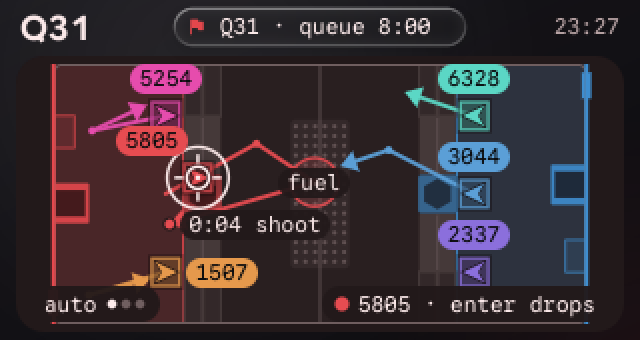 Q31
Q31 · queue 8:00
23:27
5254
6328
5805
3044
fuel
0:04 shoot
2337
1507
auto
5805 · enter drops